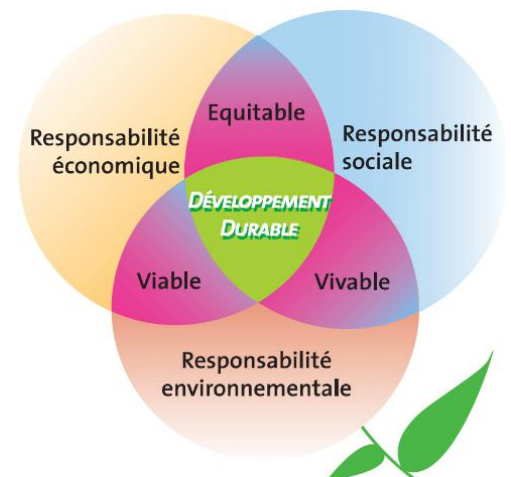 Equitable
Responsabilité
économique
Responsabilité
sociale
DÉVELOPPEMENT
DURABLE
Viable
Vivable
Responsabilité
environnementale